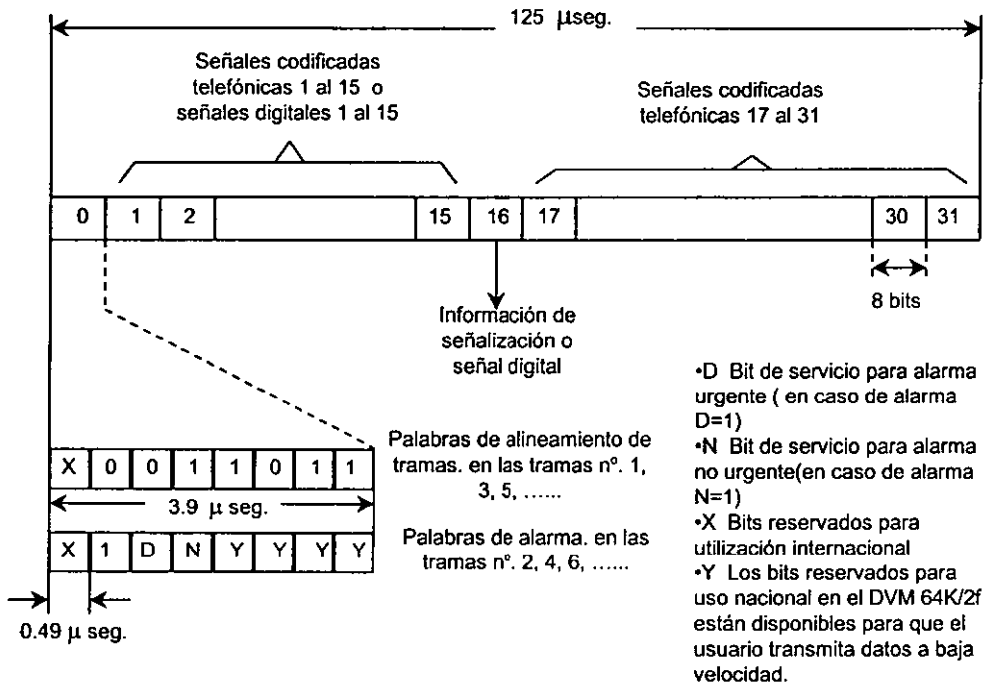 125 µseg.
Señales codificadas
telefónicas 1 al 15 o
señales digitales 1 al 15
Señales codificadas
telefónicas 17 al 31
0 1 2 15 16 17 30 31
8 bits
Información de
señalización o
señal digital
X 0 0 1 1 0 1 1
Palabras de alineamiento de
tramas. en las tramas nº. 1,
3, 5, ......
3.9 µ seg.
X 1 D N Y Y Y Y
Palabras de alarma. en las
tramas nº. 2, 4, 6, ......
0.49 µ seg.
•D Bit de servicio para alarma
urgente ( en caso de alarma
D=1)
•N Bit de servicio para alarma
no urgente(en caso de alarma
N=1)
•X Bits reservados para
utilización internacional
•Y Los bits reservados para
uso nacional en el DVM 64K/2f
están disponibles para que el
usuario transmita datos a baja
velocidad.